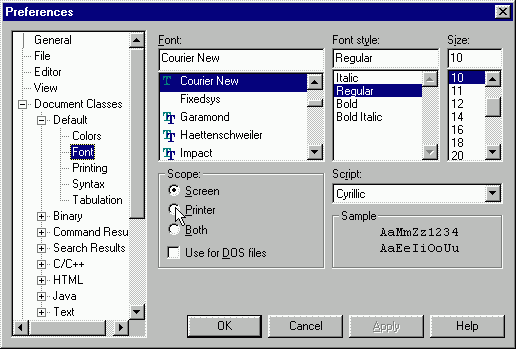 Preferences
General
File
Editor
View
Document Classes
Default
Colors
Font
Printing
Syntax
Tabulation
Binary
Command Resu
Search Results
C/C++
HTML
Java
Text
Font:
Courier New
Courier New
Fixedsys
Garamond
Haettenschweiler
Impact
Font style:
Regular
Italic
Regular
Bold
Bold Italic
Size:
10
10
11
12
14
16
18
20
Scope:
Screen
Printer
Both
Use for DOS files
Script:
Cyrillic
Sample
AaMmZz1234
AaEeIiOoUu
OK
Cancel
Apply
Help